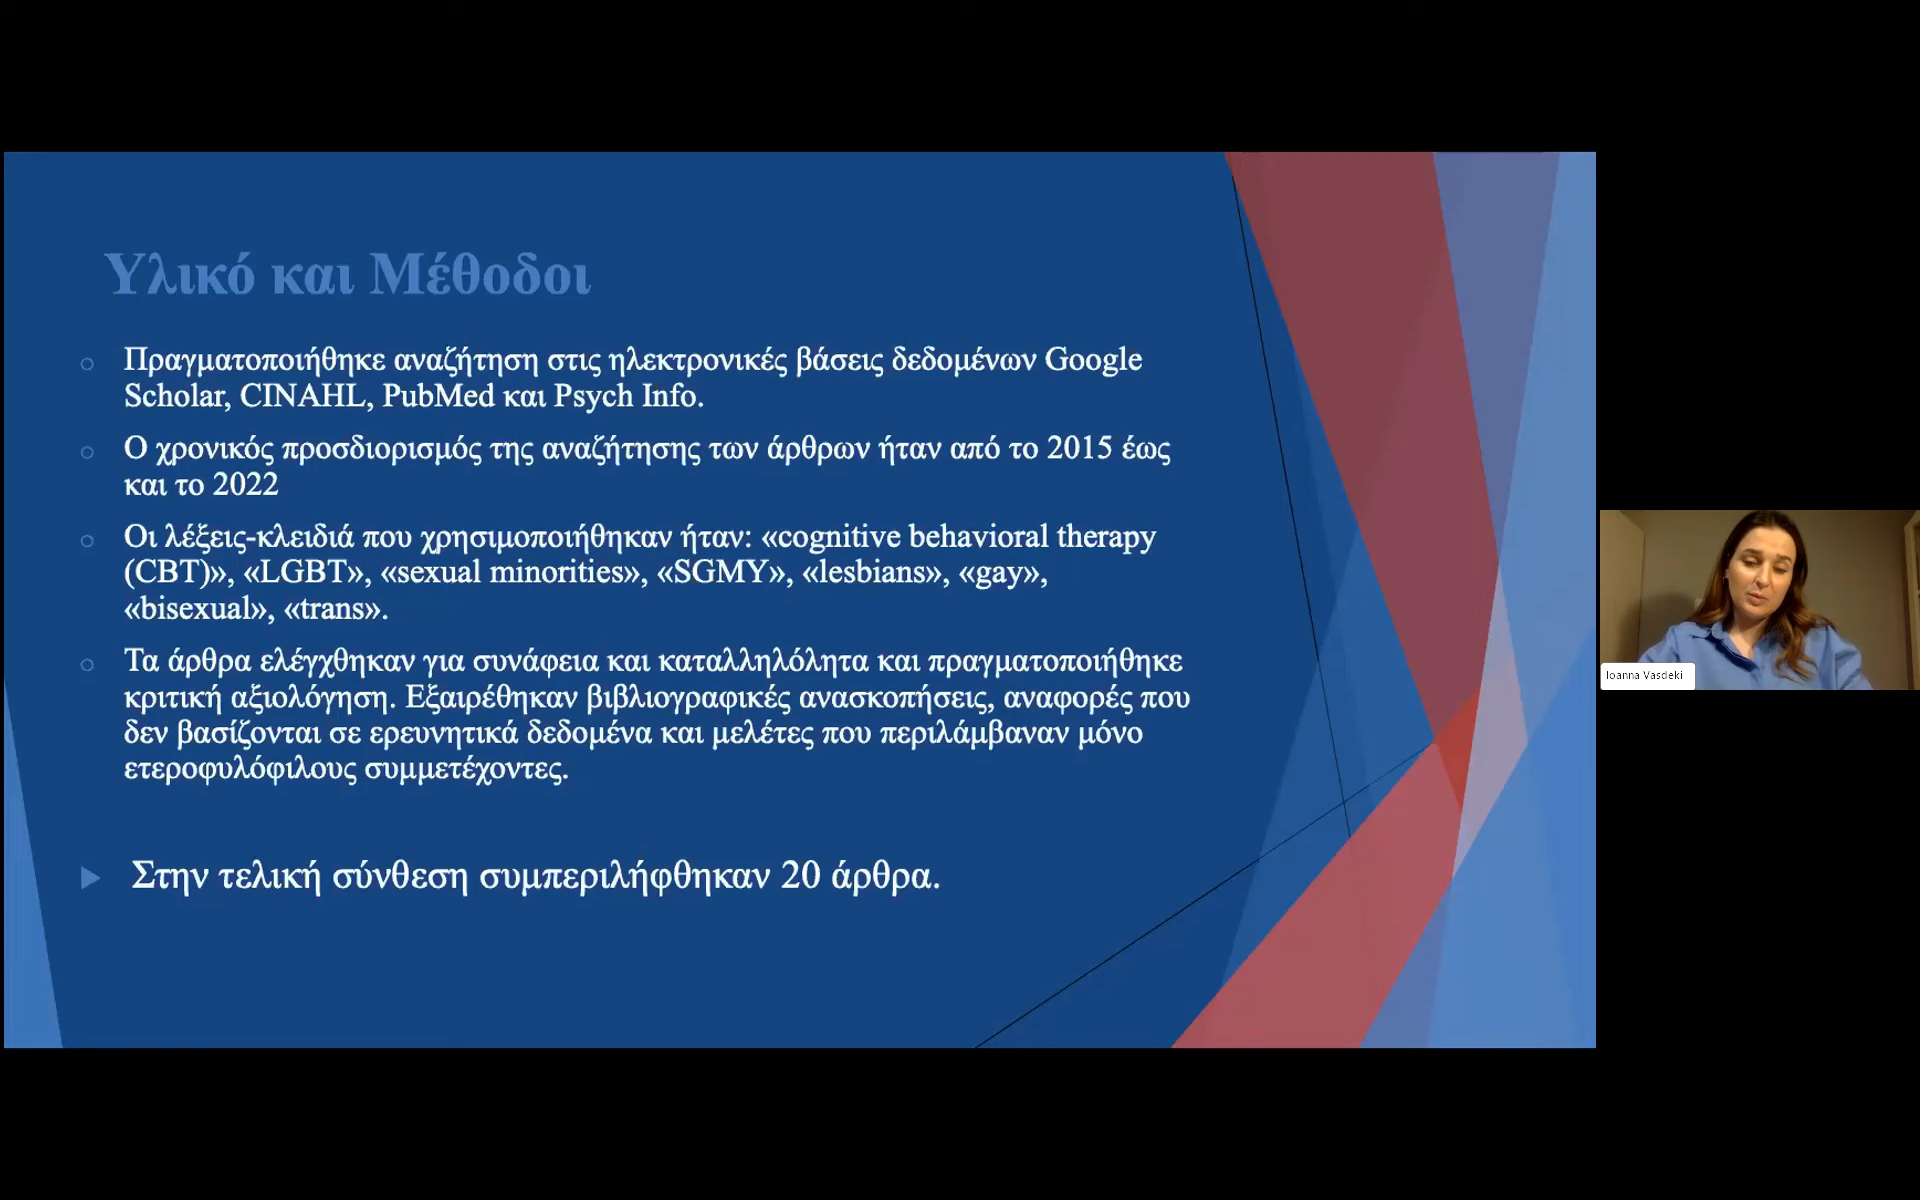 Υλικό και Μέθοδοι
Πραγματοποιήθηκε αναζήτηση στις ηλεκτρονικές βάσεις δεδομένων Google
Scholar, CINAHL, PubMed και Psych Info.
Ο χρονικός προσδιορισμός της αναζήτησης των άρθρων ήταν από το 2015 έως
και το 2022
Οι λέξεις-κλειδιά που χρησιμοποιήθηκαν ήταν: «cognitive behavioral therapy
(CBT)», «LGBT», «sexual minorities», «SGMY», «lesbians», «gay»,
«bisexual», «trans».
Τα άρθρα ελέγχθηκαν για συνάφεια και καταλληλόλητα και πραγματοποιήθηκε
κριτική αξιολόγηση. Εξαιρέθηκαν βιβλιογραφικές ανασκοπήσεις, αναφορές που
δεν βασίζονται σε ερευνητικά δεδομένα και μελέτες που περιλάμβαναν μόνο
ετεροφυλόφιλους συμμετέχοντες.
Στην τελική σύνθεση συμπεριλήφθηκαν 20 άρθρα.
Ioanna Vasdeki